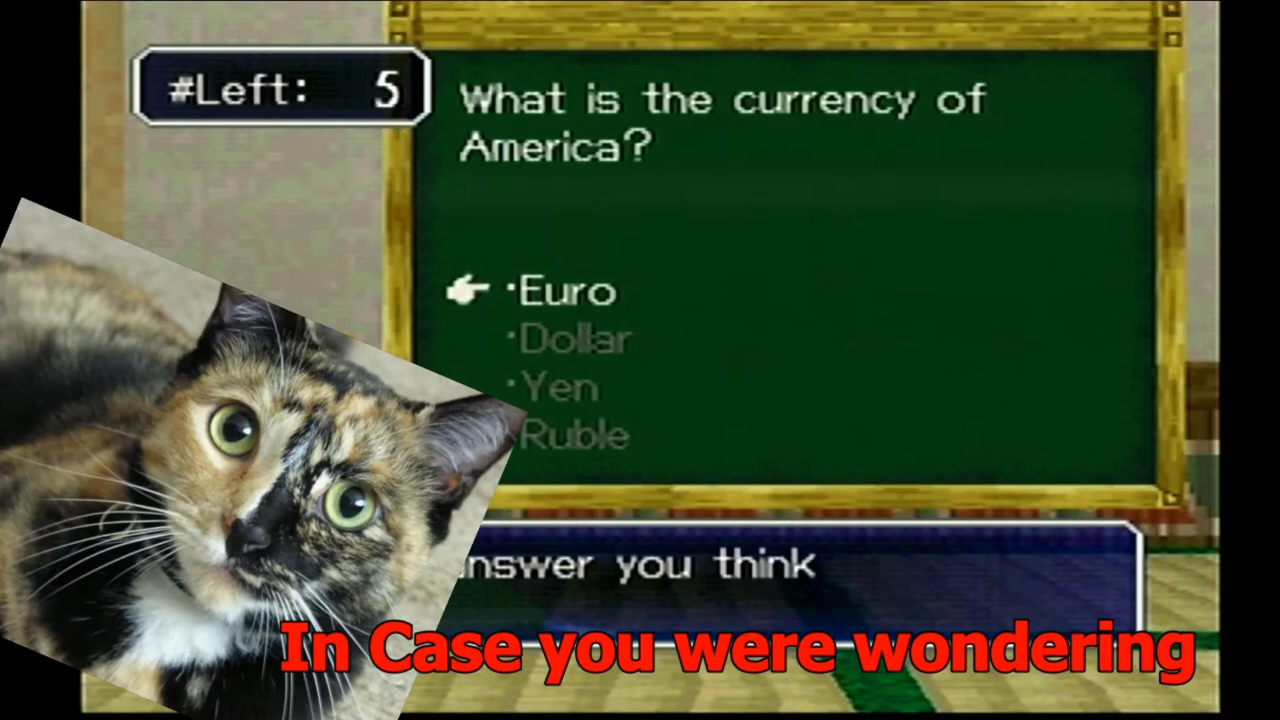 #Left: 5
What is the currency of
America?
·Euro
·Dollar
·Yen
·Ruble
you think
In Case you were wondering